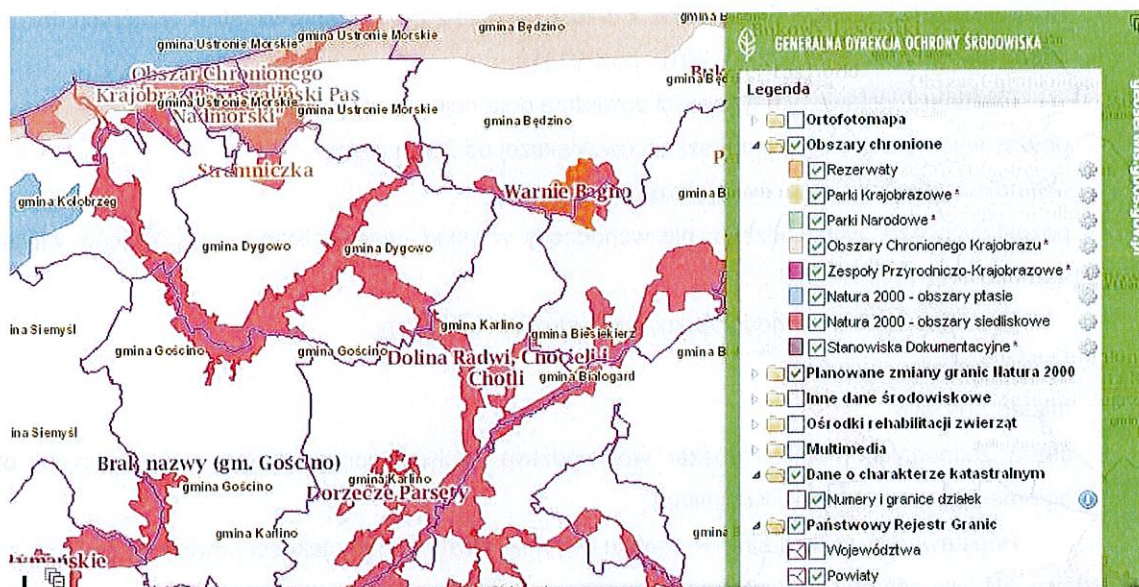 gmina Ustronie Morskie
gmina Ustronie Morskie
gmina Będzino
gmina Ustronie Morskie
Obszar Chronionego
Krajobrazu "Koszaliński Pas
Nadmorski"
gmina Ustronie Morskie
gmina Ustronie Morskie
gmina Będzino
Stramniczka
Warnie Bagno
gmina Kołobrzeg
gmina Dygowo
gmina Dygowo
ina Siemyśl
gmina Gościno
gmina Gościno
gmina Karlino
gmina Biesiekierz
Dolina Radwi, Chocieli i
Chotli
gmina Białogard
ina Siemyśl
Brak nazwy (gm. Gościno)
gmina Gościno
gmina Karlino
Dorzecze Parsęty
gmina Karlino
GENERALNA DYREKCJA OCHRONY ŚRODOWISKA
Legenda
Ortofotomapa
Obszary chronione
Rezerwaty
Parki Krajobrazowe *
Parki Narodowe *
Obszary Chronionego Krajobrazu *
Zespoły Przyrodniczo-Krajobrazowe *
Natura 2000 - obszary ptasie
Natura 2000 - obszary siedliskowe
Stanowiska Dokumentacyjne *
Planowane zmiany granic Natura 2000
Inne dane środowiskowe
Ośrodki rehabilitacji zwierząt
Multimedia
Dane o charakterze katastralnym
Numery i granice działek
Państwowy Rejestr Granic
Województwa
Powiaty